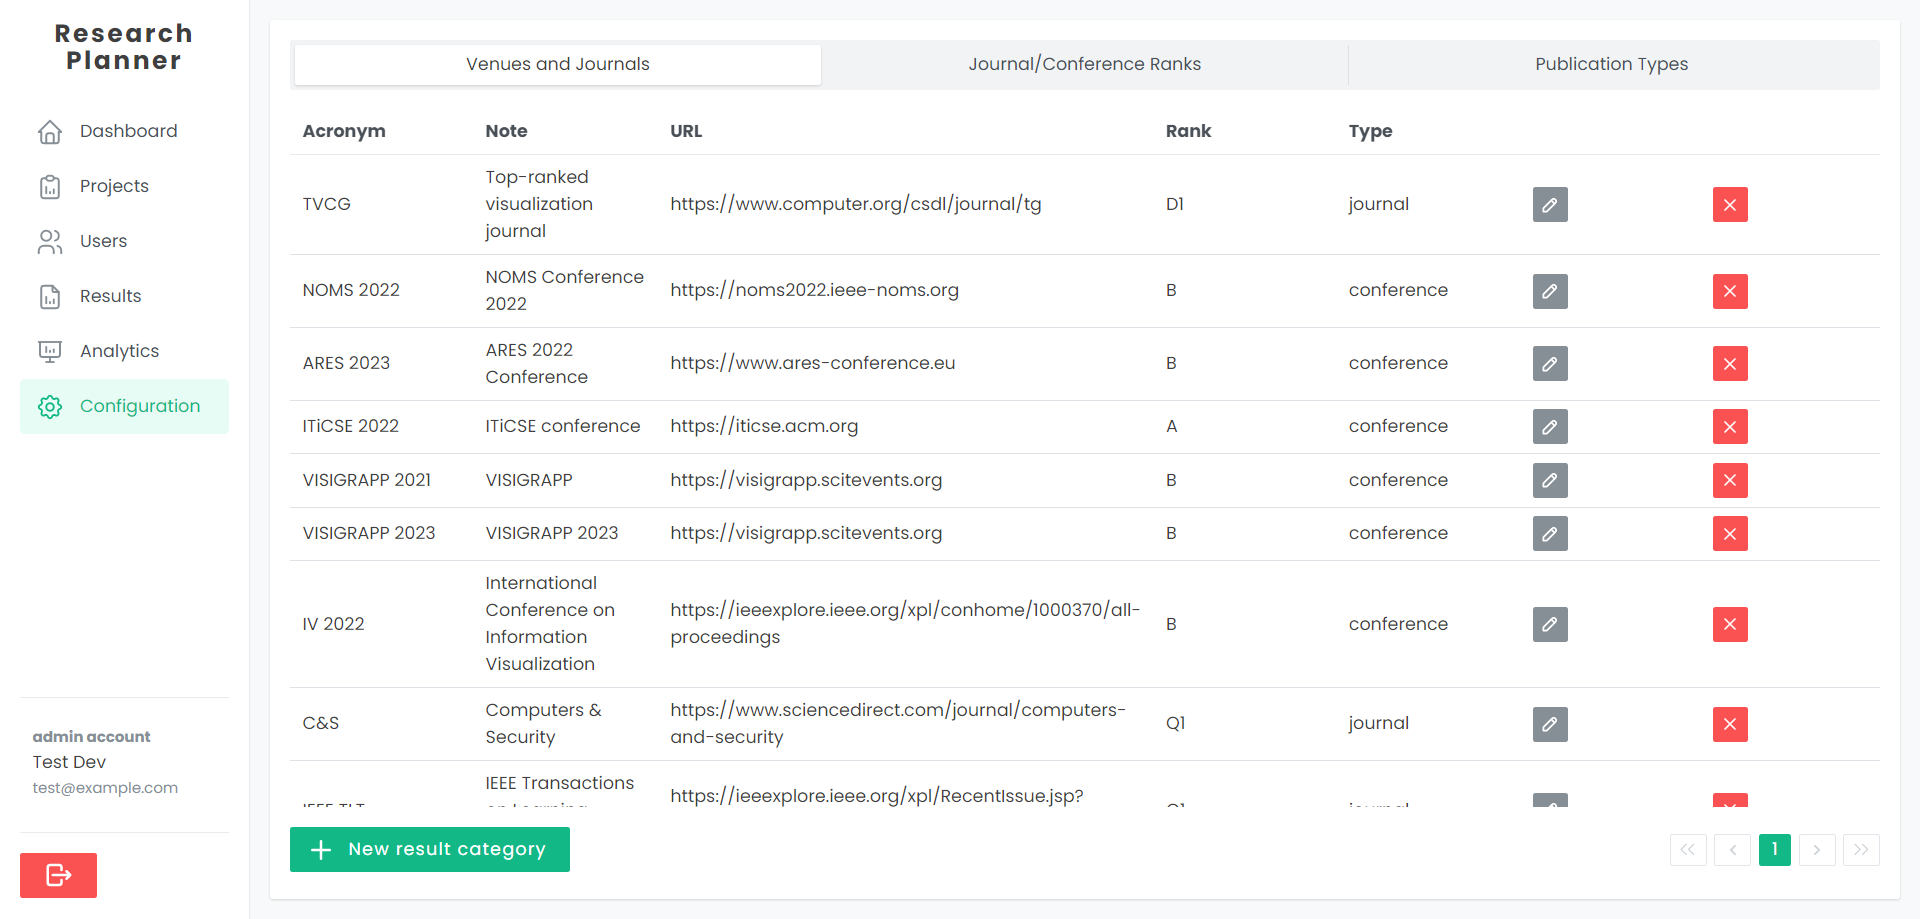 Research
Planner
Dashboard
Projects
Users
Results
Analytics
Configuration
admin account
Test Dev
test@example.com
Venues and Journals
Journal/Conference Ranks
Publication Types
Acronym Note URL Rank Type
TVCG
Top-ranked
visualization
journal
https://www.computer.org/csdl/journal/tg
D1
journal
NOMS 2022
NOMS Conference
2022
https://noms2022.ieee-noms.org
B
conference
ARES 2023
ARES 2022
Conference
https://www.ares-conference.eu
B
conference
ITiCSE 2022 ITiCSE conference https://iticse.acm.org A conference
VISIGRAPP 2021 VISIGRAPP https://visigrapp.scitevents.org B conference
VISIGRAPP 2023 VISIGRAPP 2023 https://visigrapp.scitevents.org B conference
IV 2022
International
Conference on
Information
Visualization
https://ieeexplore.ieee.org/xpl/conhome/1000370/all-
proceedings
B
conference
C&S
Computers &
Security
https://www.sciencedirect.com/journal/computers-
and-security
Q1
journal
IEEE Transactions
https://ieeexplore.ieee.org/xpl/RecentIssue.jsp?
New result category
1